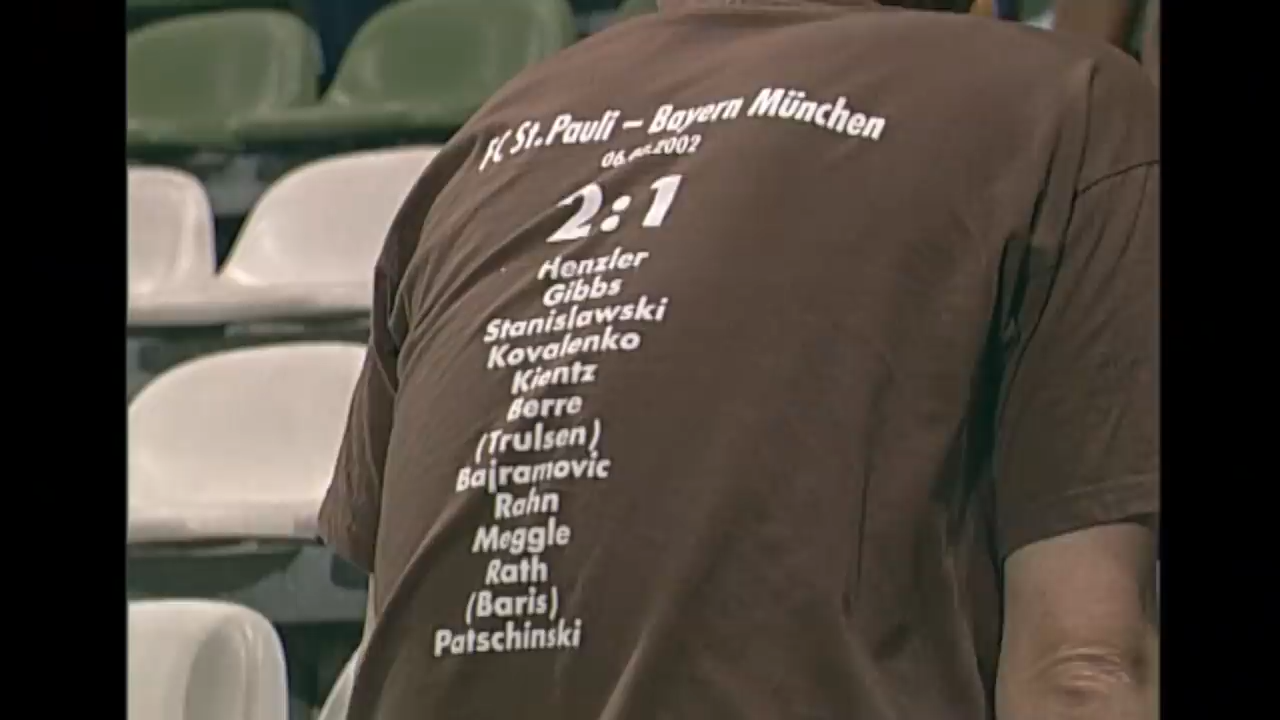 FC St. Pauli – Bayern München
2:1
Henzler
Gibbs
Stanislawski
Kovalenko
Kientz
Berre
(Trulsen)
Bajramovic
Rahn
Meggle
Rath
(Baris)
Patschinski